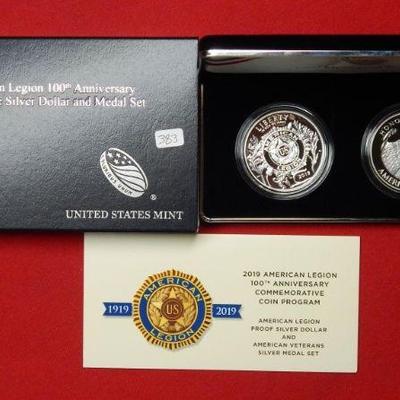 an Legion 100th Anniversary
Silver Dollar and Medal Set
383
UNITED STATES MINT
LIBERTY
2019
HONO
AMERI
2019 AMERICAN LEGION
100TH ANNIVERSARY
COMMEMORATIVE
COIN PROGRAM
AMERICAN LEGION
PROOF SILVER DOLLAR
AND
AMERICAN VETERANS
SILVER MEDAL SET
1919
AMERICAN
US
LEGION
2019